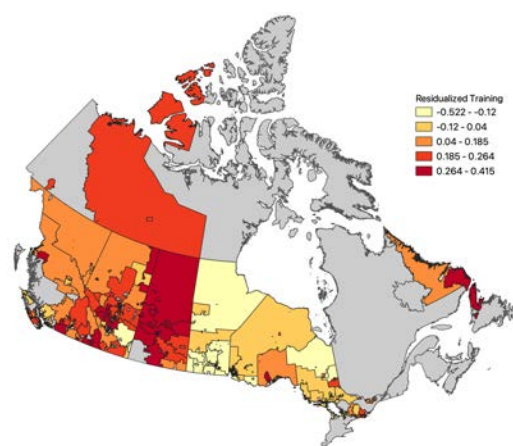 Residualized Training
-0.522 - -0.12
-0.12 - 0.04
0.04 - 0.185
0.185 - 0.264
0.264 - 0.415